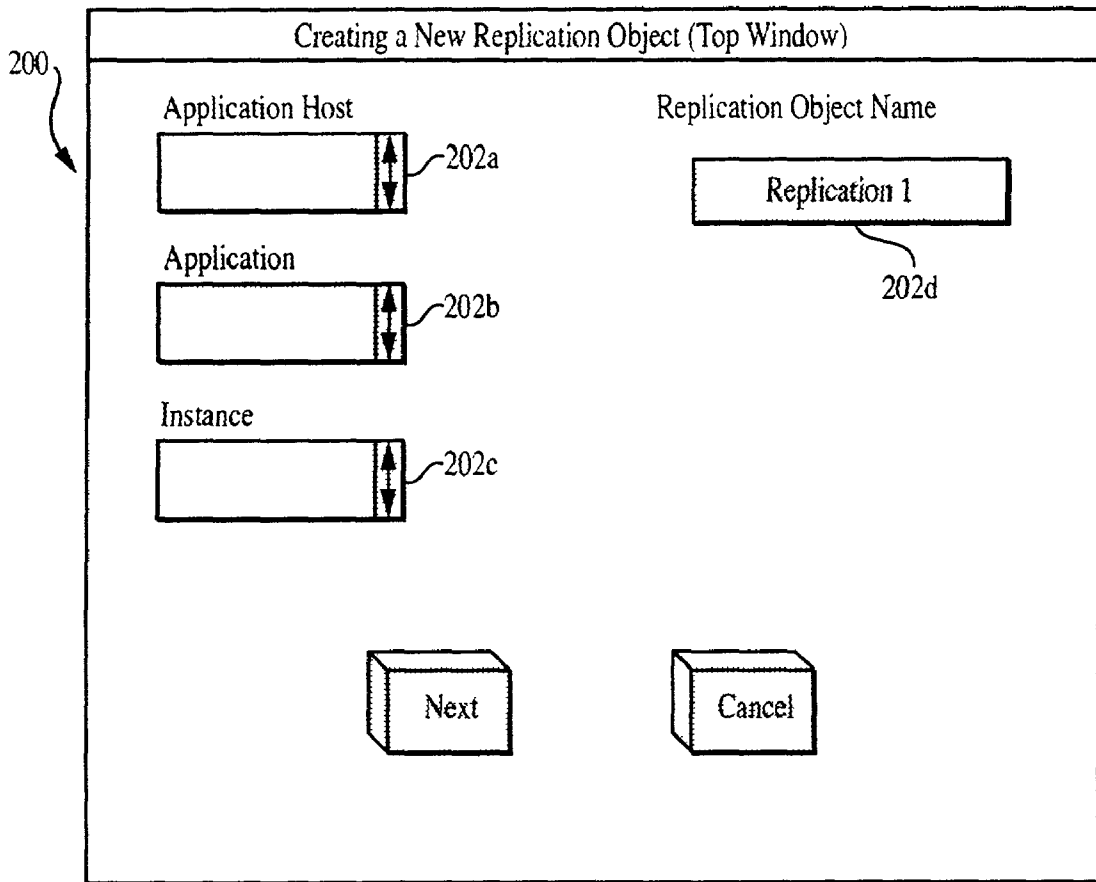 Creating a New Replication Object (Top Window)
200
Application Host
202a
Replication Object Name
Replication 1
202d
Application
202b
Instance
202c
Next
Cancel